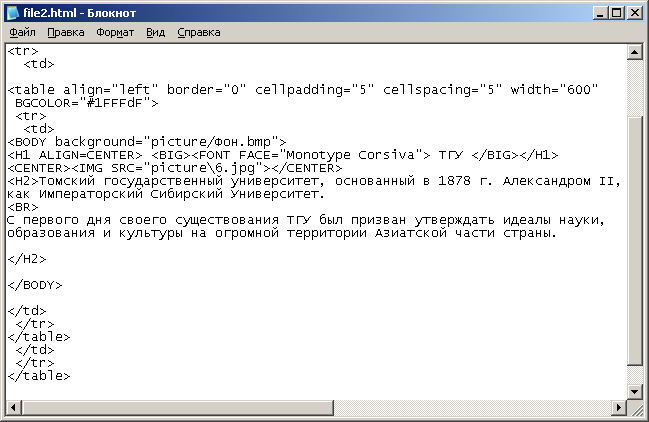 file2.html - Блокнот
Файл Правка Формат Вид Справка
<tr>
  <td>

<table align="left" border="0" cellpadding="5" cellspacing="5" width="600"
 BGCOLOR="#1FFFdF">
 <tr>
  <td>
<BODY background="picture/Фон.bmp">
<H1 ALIGN=CENTER> <BIG><FONT FACE="Monotype Corsiva"> ТГУ </BIG></H1>
<CENTER><IMG SRC="picture\6.jpg"></CENTER>
<H2>Томский государственный университет, основанный в 1878 г. Александром II,
как Императорский Сибирский Университет.
<BR>
С первого дня своего существования ТГУ был призван утверждать идеалы науки,
образования и культуры на огромной территории Азиатской части страны.

</H2>

</BODY>

</td>
 </tr>
</table>
 </td>
 </tr>
</table>